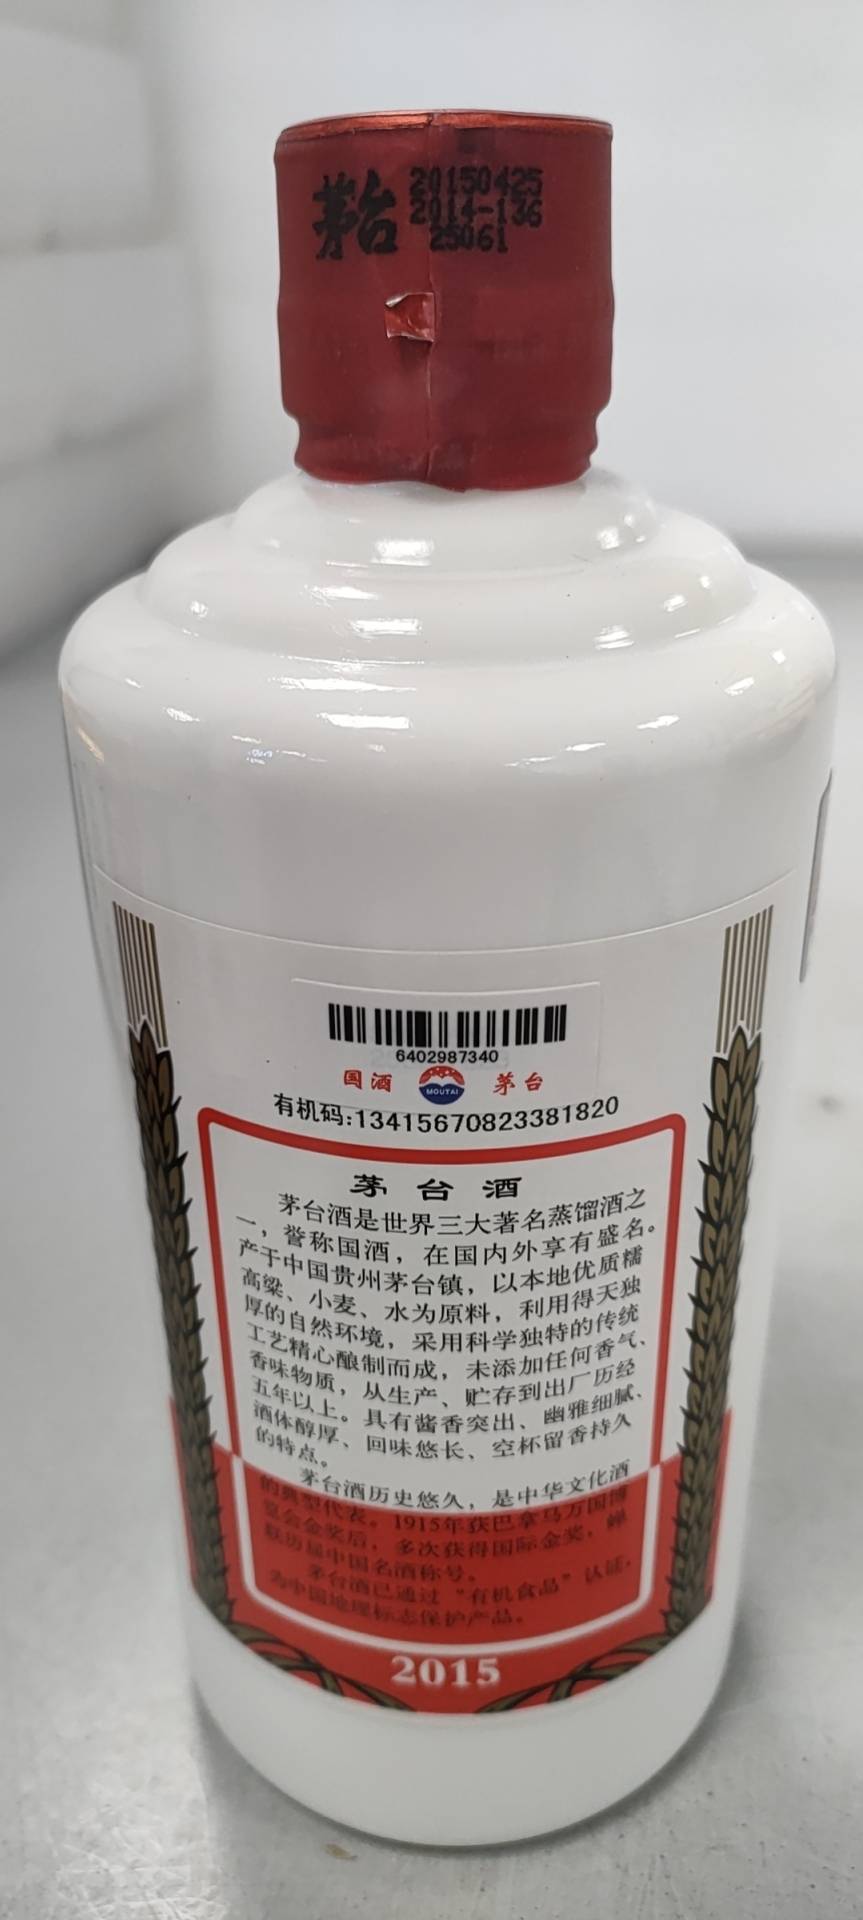 茅台
20150425
2014-136
25061
6402987340
国酒 MOUTAI 茅台
有机码:13415670823381820
茅台酒
茅台酒是世界三大著名蒸馏酒之
一，誉称国酒，在国内外享有盛名。
产于中国贵州茅台镇，以本地优质糯
高粱、小麦、水为原料，利用得天独
厚的自然环境，采用科学独特的传统
工艺精心酿制而成，未添加任何香气、
香味物质，从生产、贮存到出厂历经
五年以上。具有酱香突出、幽雅细腻、
酒体醇厚、回味悠长、空杯留香持久
的特点。
茅台酒历史悠久，是中华文化酒
的典型代表。1915年获巴拿马万国博
览会金奖后，多次获得国际金奖，蝉
联历届中国名酒称号。
茅台酒已通过“有机食品”认证，
为中国地理标志保护产品。
2015